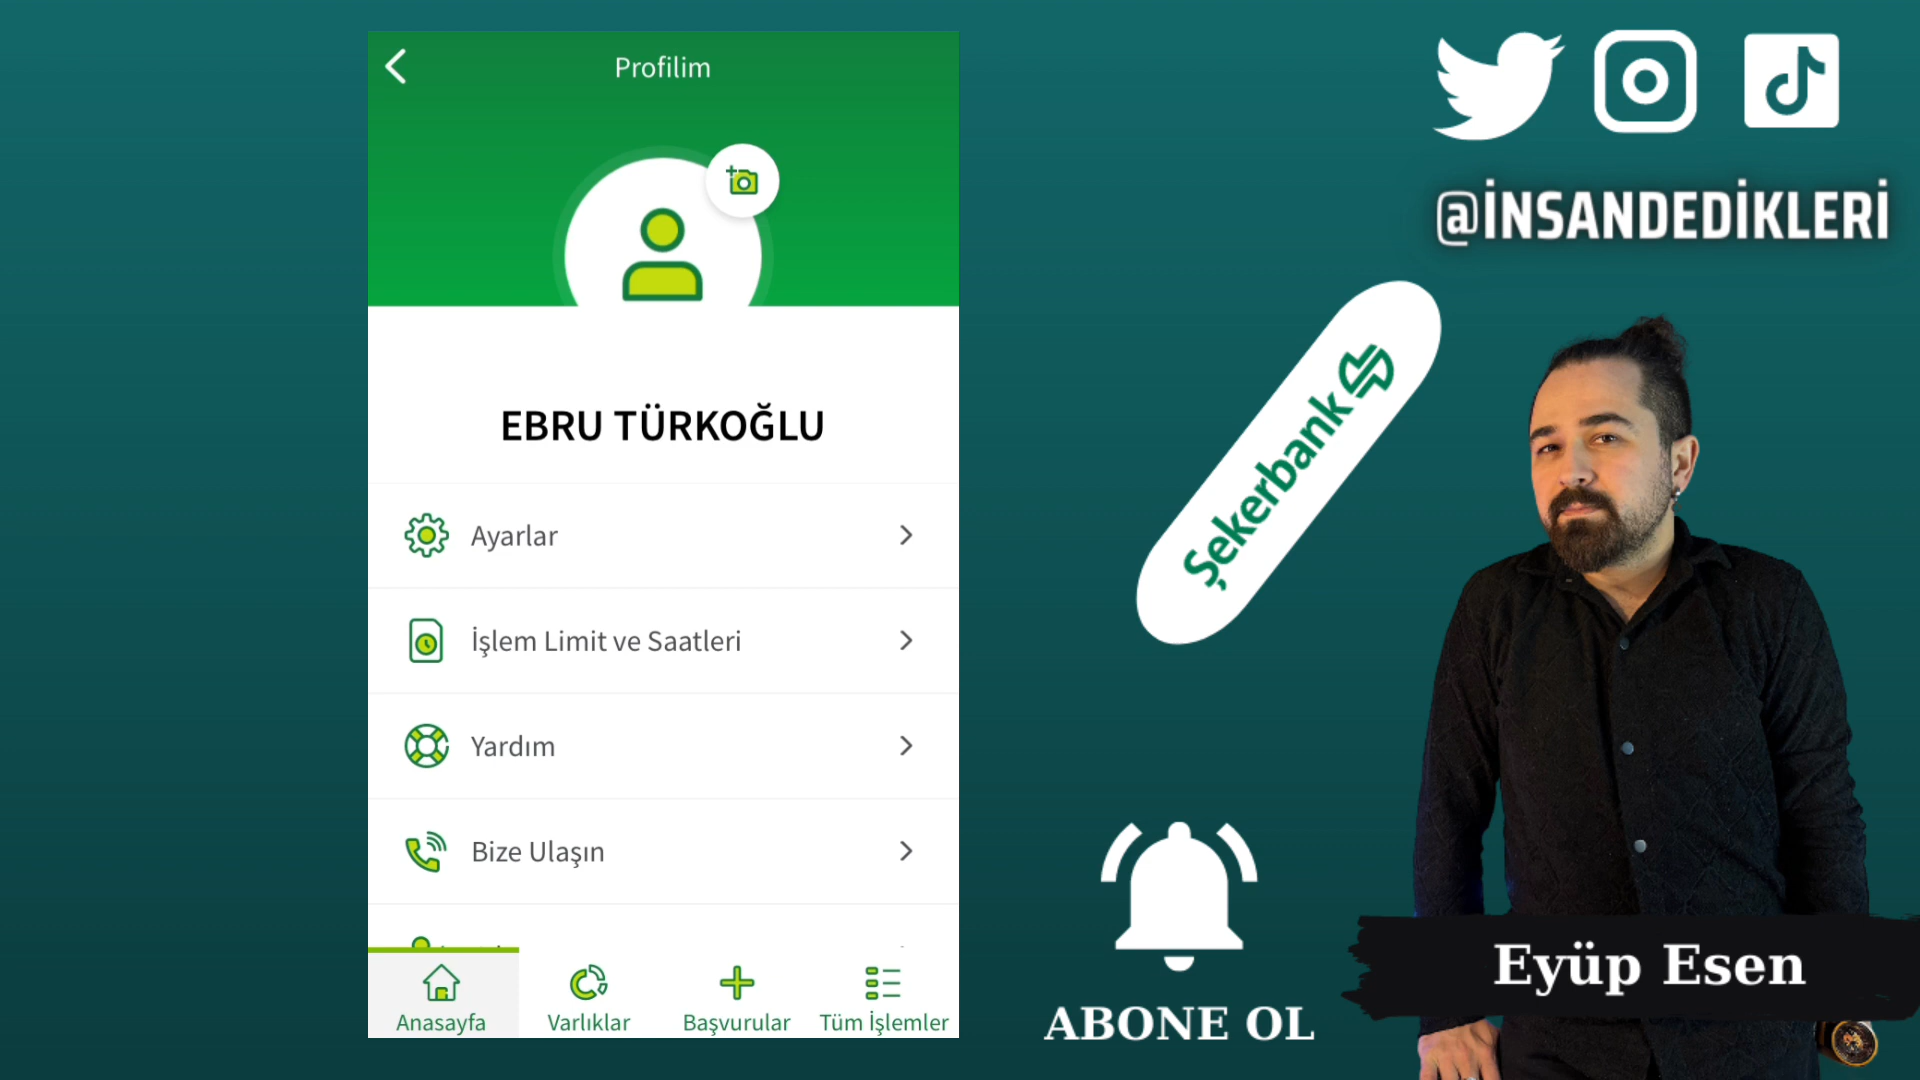 Profilim
EBRU TÜRKOĞLU
Ayarlar
İşlem Limit ve Saatleri
Yardım
Bize Ulaşın
Anasayfa
Varlıklar
Başvurular
Tüm İşlemler
@İNSANDEDİKLERİ
Şekerbank
ABONE OL
Eyüp Esen